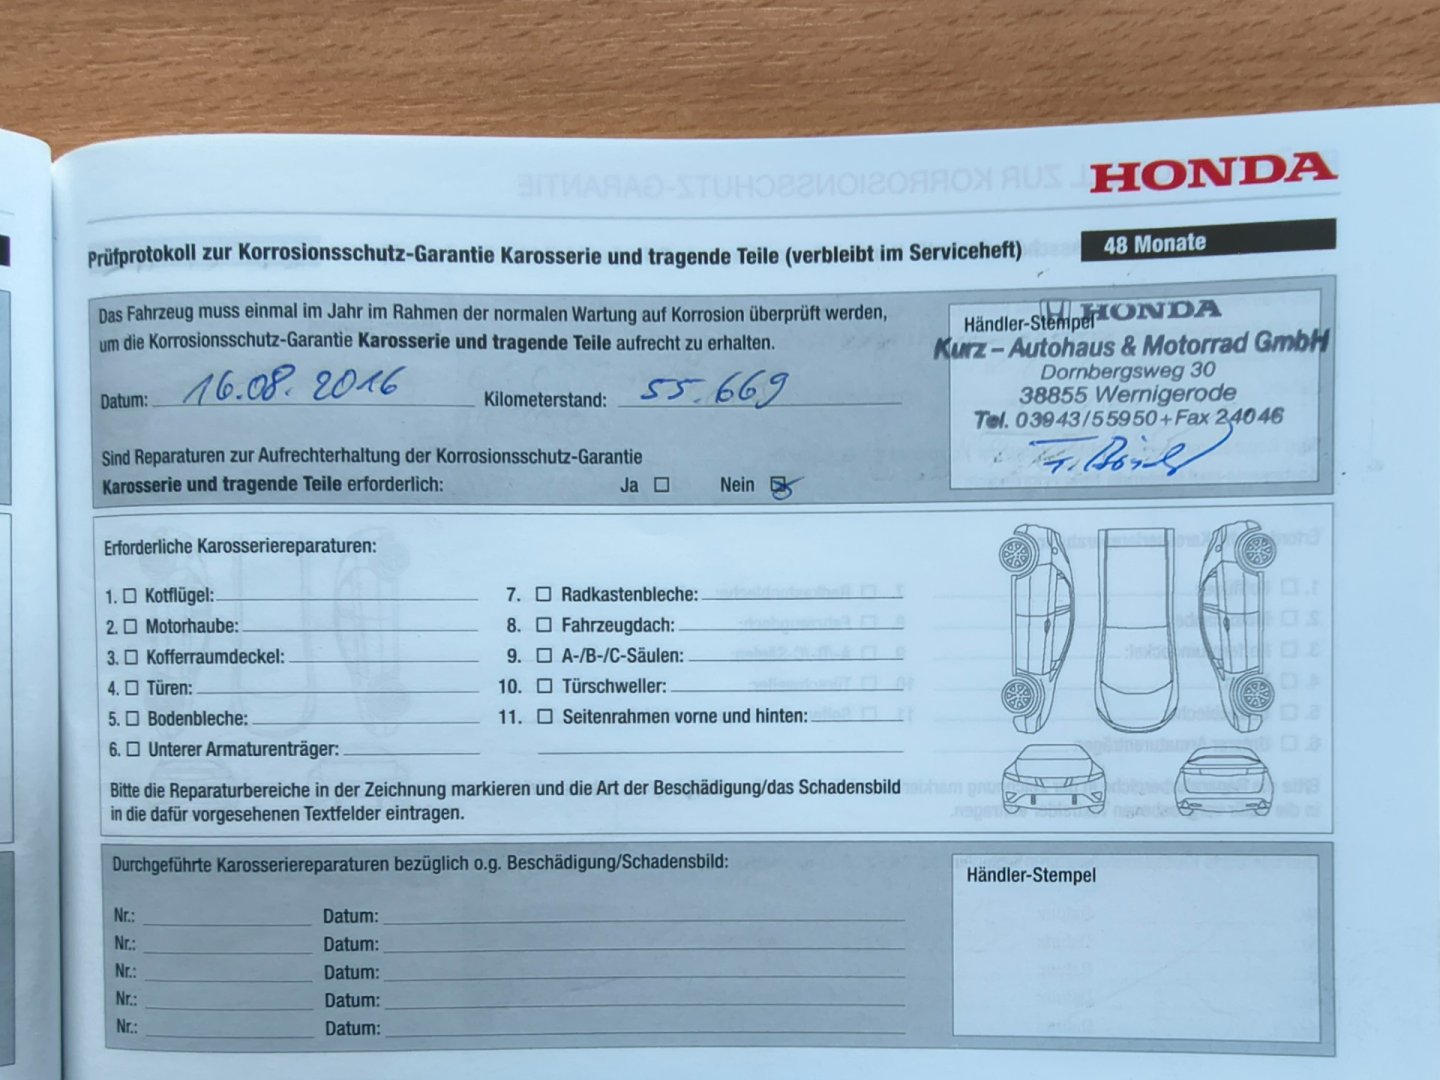 HONDA
Prüfprotokoll zur Korrosionsschutz-Garantie Karosserie und tragende Teile (verbleibt im Serviceheft)
48 Monate
Das Fahrzeug muss einmal im Jahr im Rahmen der normalen Wartung auf Korrosion überprüft werden,
um die Korrosionsschutz-Garantie Karosserie und tragende Teile aufrecht zu erhalten.
Datum: 16.08.2016 Kilometerstand: 55.669
Sind Reparaturen zur Aufrechterhaltung der Korrosionsschutz-Garantie
Karosserie und tragende Teile erforderlich: Ja ☐ Nein ☒
Händler-Stempel
HONDA
Kurz – Autohaus & Motorrad GmbH
Dornbergsweg 30
38855 Wernigerode
Tel. 03943/55950 + Fax 24046
Erforderliche Karosseriereparaturen:
1. ☐ Kotflügel:
2. ☐ Motorhaube:
3. ☐ Kofferraumdeckel:
4. ☐ Türen:
5. ☐ Bodenbleche:
6. ☐ Unterer Armaturenträger:
7. ☐ Radkastenbleche:
8. ☐ Fahrzeugdach:
9. ☐ A-/B-/C-Säulen:
10. ☐ Türschweller:
11. ☐ Seitenrahmen vorne und hinten:
Bitte die Reparaturbereiche in der Zeichnung markieren und die Art der Beschädigung/das Schadensbild
in die dafür vorgesehenen Textfelder eintragen.
Durchgeführte Karosseriereparaturen bezüglich o.g. Beschädigung/Schadensbild:
Nr.: Datum:
Nr.: Datum:
Nr.: Datum:
Nr.: Datum:
Nr.: Datum:
Händler-Stempel